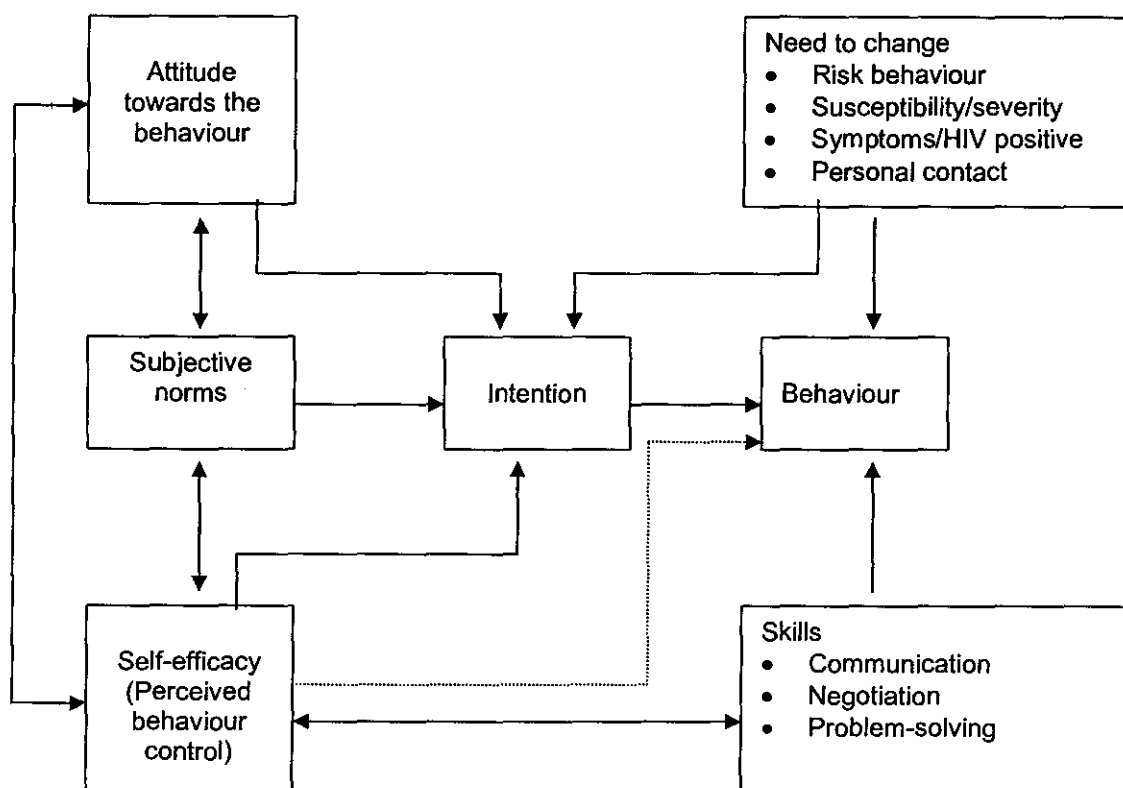 Attitude
towards the
behaviour
Need to change
• Risk behaviour
• Susceptibility/severity
• Symptoms/HIV positive
• Personal contact
Subjective
norms
Intention
Behaviour
Self-efficacy
(Perceived
behaviour
control)
Skills
• Communication
• Negotiation
• Problem-solving